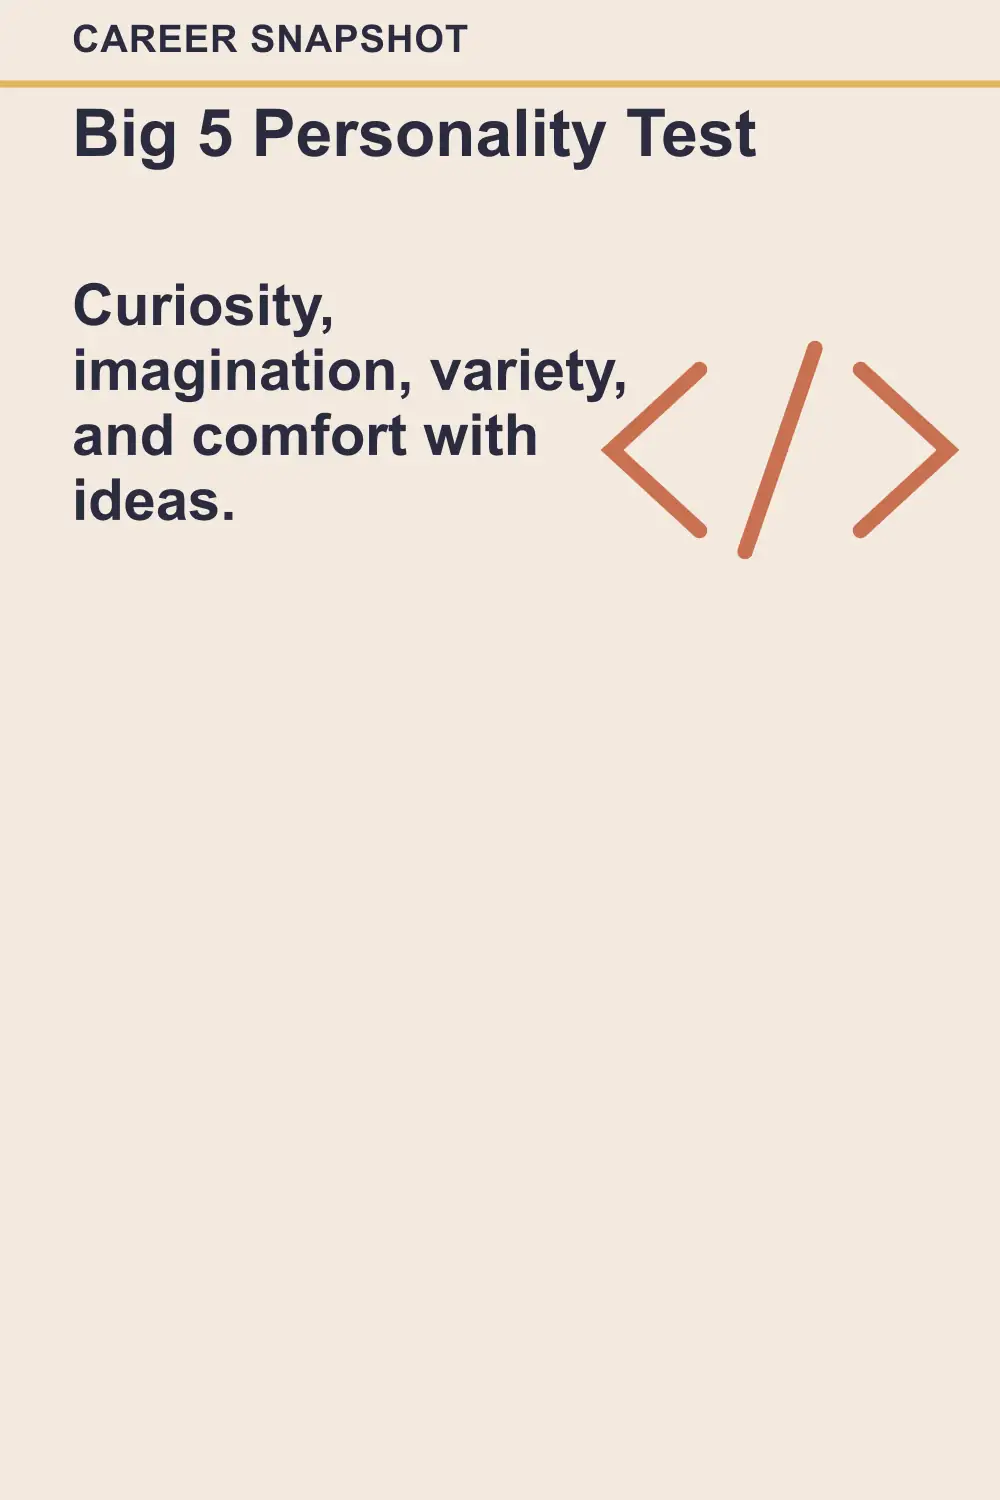 CAREER SNAPSHOT
Big 5 Personality Test
Curiosity,
imagination, variety,
and comfort with
ideas.